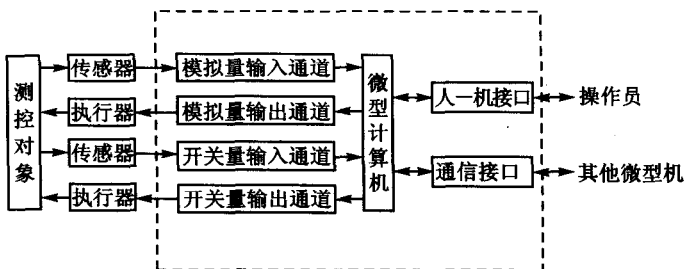 测控对象
传感器
模拟量输入通道
执行器
模拟量输出通道
传感器
开关量输入通道
执行器
开关量输出通道
微型计算机
人—机接口
操作员
通信接口
其他微型机